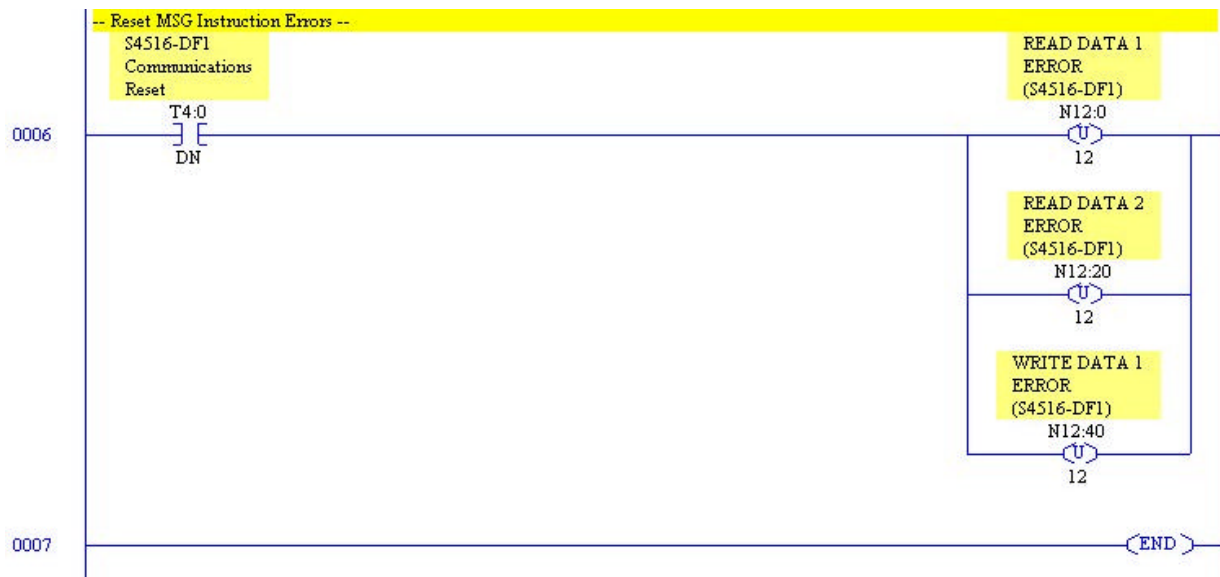 -- Reset MSG Instruction Errors --
S4516-DF1
Communications
Reset
T4:0
DN
0006
READ DATA 1
ERROR
(S4516-DF1)
N12:0
U
12
READ DATA 2
ERROR
(S4516-DF1)
N12:20
U
12
WRITE DATA 1
ERROR
(S4516-DF1)
N12:40
U
12
0007
END